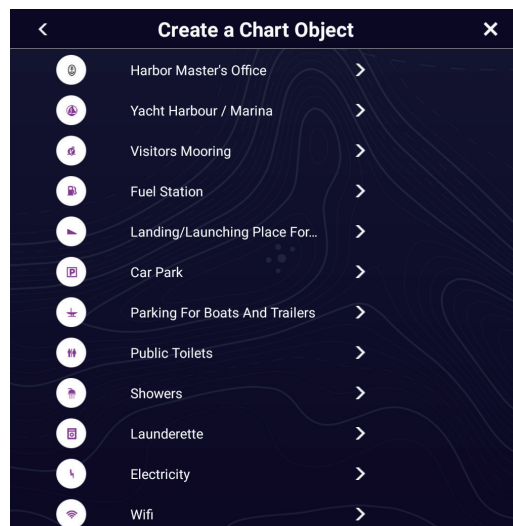 Create a Chart Object
Harbor Master's Office
Yacht Harbour / Marina
Visitors Mooring
Fuel Station
Landing/Launching Place For...
P Car Park
Parking For Boats And Trailers
Public Toilets
Showers
Launderette
Electricity
Wifi